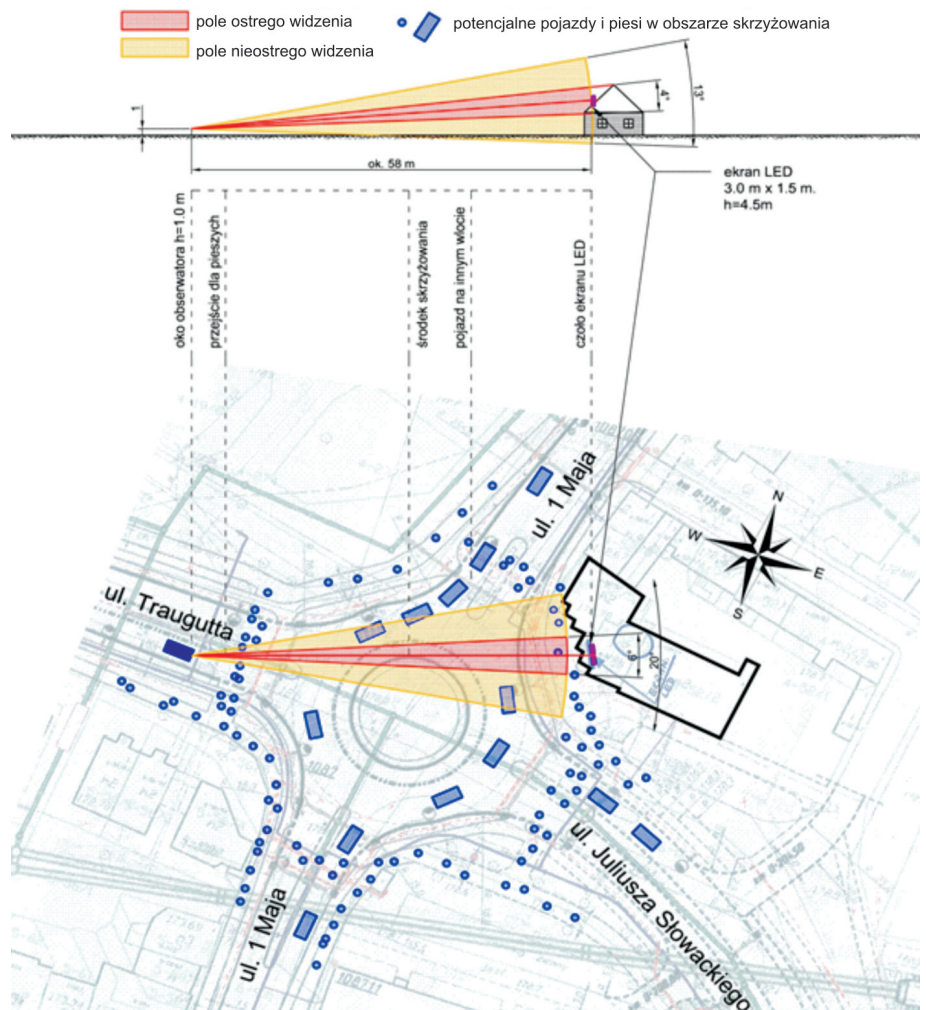 pole ostrego widzenia
potencjalne pojazdy i piesi w obszarze skrzyżowania
pole nieostrego widzenia
1
4°
13°
ok. 58 m
ekran LED
3.0 m x 1.5 m.
h=4.5m
oko obserwatora h=1.0 m
przejście dla pieszych
środek skrzyżowania
pojazd na innym wlocie
czoło ekranu LED
ul. 1 Maja
N
W
E
S
ul. Traugutta
6°
20°
ul. Juliusza Słowackiego
ul. 1 Maja